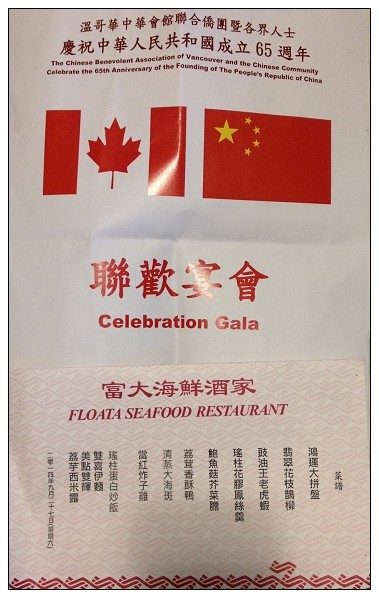 溫哥華中華會館聯合僑團暨各界人士
慶祝中華人民共和國成立65週年
The Chinese Benevolent Association of Vancouver and the Chinese Community
Celebrate the 65th Anniversary of the Founding of The People's Republic of China
聯歡宴會
Celebration Gala
富大海鮮酒家
FLOATA SEAFOOD RESTAURANT
菜譜
鴻運大拼盤
翡翠花枝鵲柳
豉油王老虎蝦
瑤柱花膠鳳絲羹
鮑魚菇芥菜膽
荔茸香酥鴨
清蒸大海斑
當紅炸子雞
瑤柱蛋白炒飯
雙喜伊麵
美點雙輝
荔芋西米露
二零一四年九月二十七日(星期六)